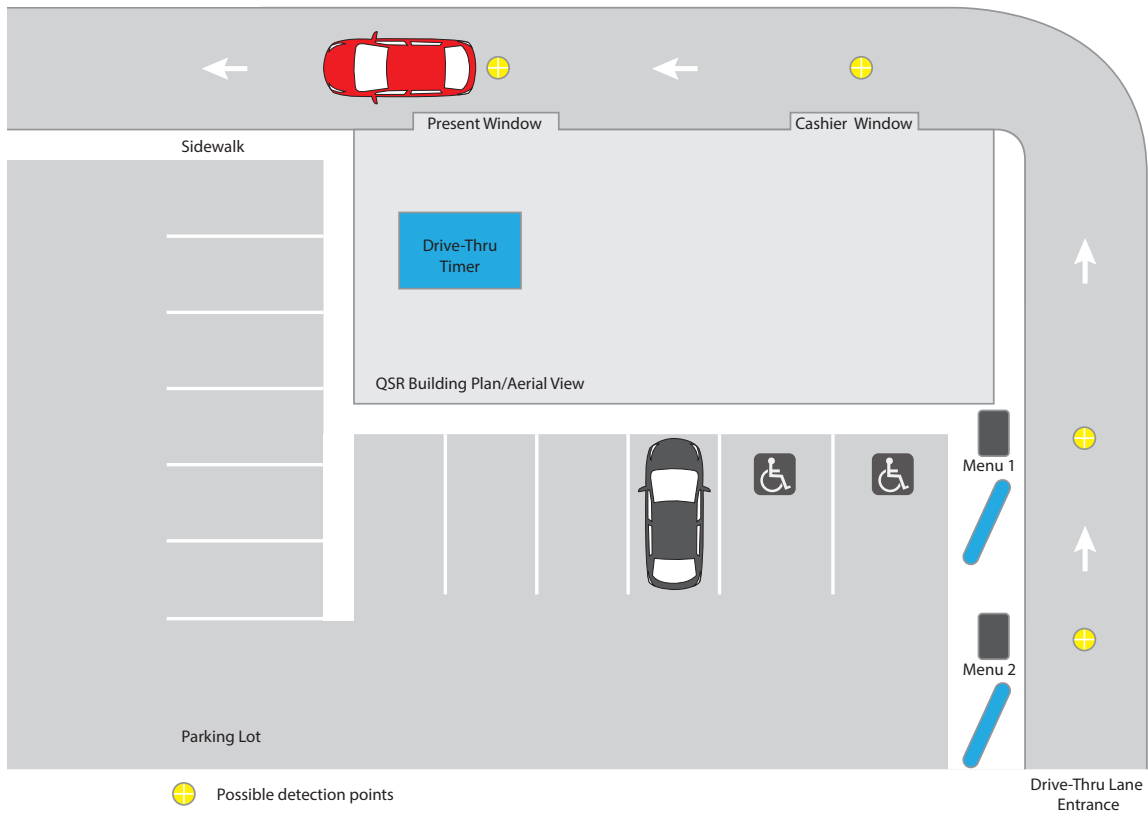 Present Window
Cashier Window
Sidewalk
Drive-Thru
Timer
QSR Building Plan/Aerial View
Menu 1
Menu 2
Parking Lot
Possible detection points
Drive-Thru Lane
Entrance